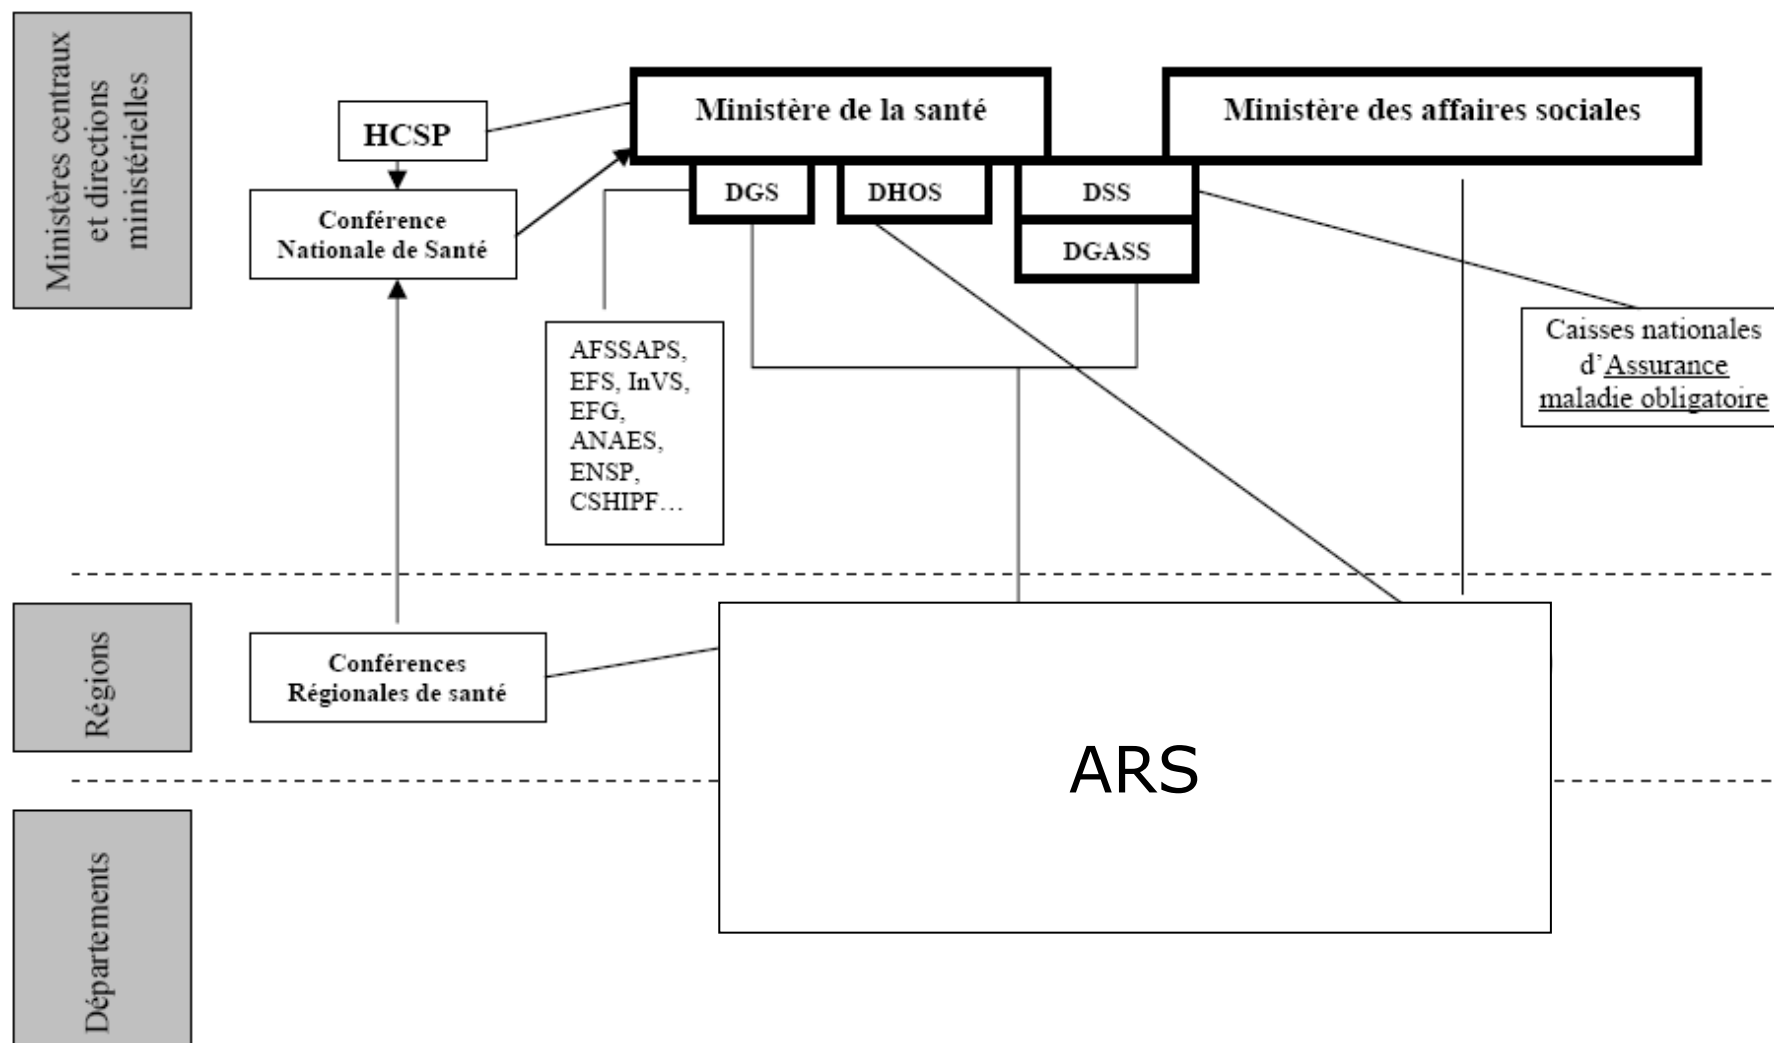 Ministères centraux
et directions
ministérielles
HCSP
Ministère de la santé
Ministère des affaires sociales
DGS
DHOS
DSS
DGASS
Conférence
Nationale de Santé
AFSSAPS,
EFS, InVS,
EFG,
ANAES,
ENSP,
CSHIPF…
Caisses nationales
d’Assurance
maladie obligatoire
Régions
Conférences
Régionales de santé
ARS
Départements